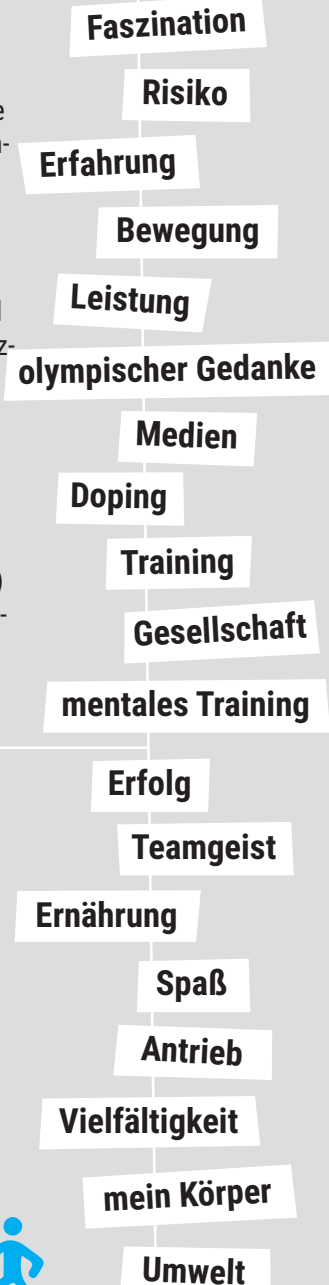 Faszination
Risiko
Erfahrung
Bewegung
Leistung
olympischer Gedanke
Medien
Doping
Training
Gesellschaft
mentales Training
Erfolg
Teamgeist
Ernährung
Spaß
Antrieb
Vielfältigkeit
mein Körper
Umwelt